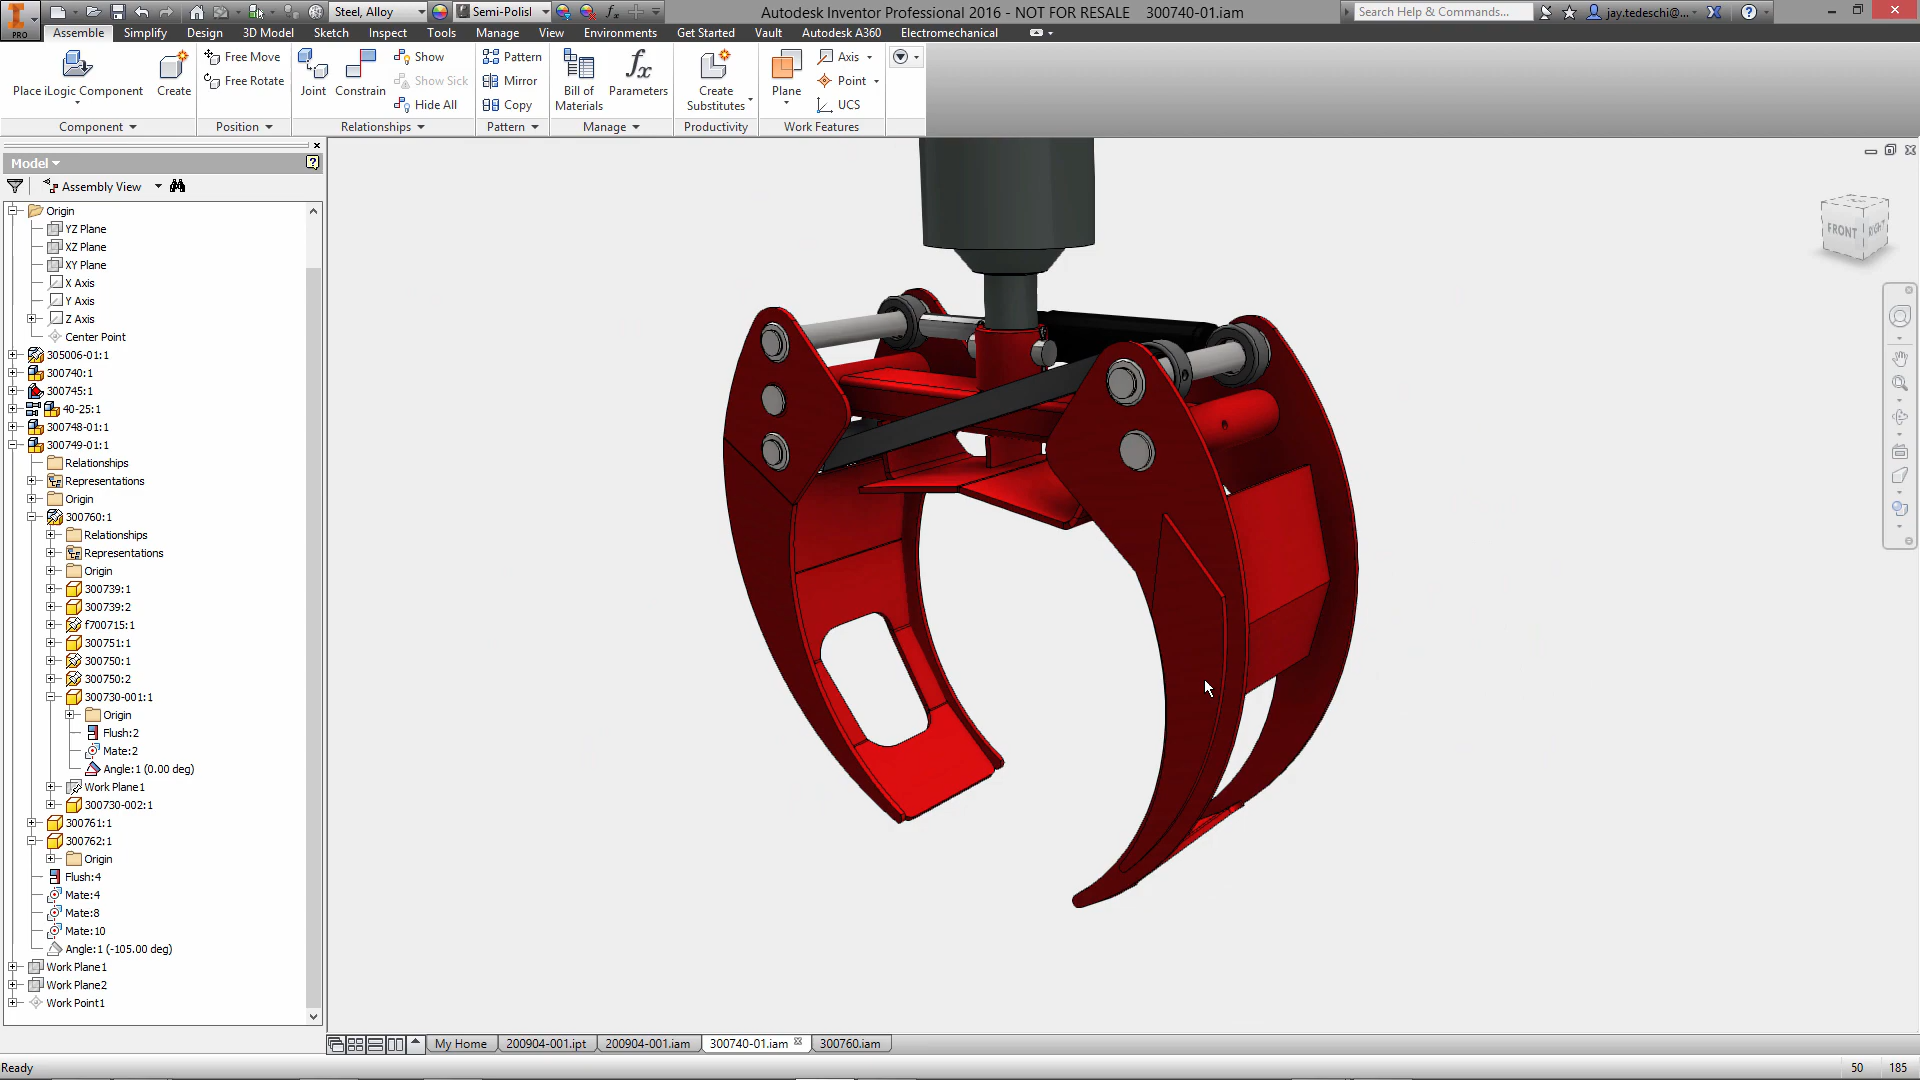 PRO
Steel, Alloy
Semi-Polisl
Autodesk Inventor Professional 2016 - NOT FOR RESALE 300740-01.iam
Search Help & Commands...
jay.tedeschi@...
Assemble Simplify Design 3D Model Sketch Inspect Tools Manage View Environments Get Started Vault Autodesk A360 Electromechanical
Place iLogic Component
Create
Free Move
Free Rotate
Joint
Constrain
Show
Show Sick
Hide All
Pattern
Mirror
Copy
Bill of
Materials
Parameters
Create
Substitutes
Plane
Axis
Point
UCS
Component
Position
Relationships
Pattern
Manage
Productivity
Work Features
Model
Assembly View
Origin
YZ Plane
XZ Plane
XY Plane
X Axis
Y Axis
Z Axis
Center Point
305006-01:1
300740:1
300745:1
40-25:1
300748-01:1
300749-01:1
Relationships
Representations
Origin
300760:1
Relationships
Representations
Origin
300739:1
300739:2
f700715:1
300751:1
300750:1
300750:2
300730-001:1
Origin
Flush:2
Mate:2
Angle:1 (0.00 deg)
Work Plane1
300730-002:1
300761:1
300762:1
Origin
Flush:4
Mate:4
Mate:8
Mate:10
Angle:1 (-105.00 deg)
Work Plane1
Work Plane2
Work Point1
FRONT
RIGHT
My Home 200904-001.ipt 200904-001.iam 300740-01.iam 300760.iam
Ready
50 185